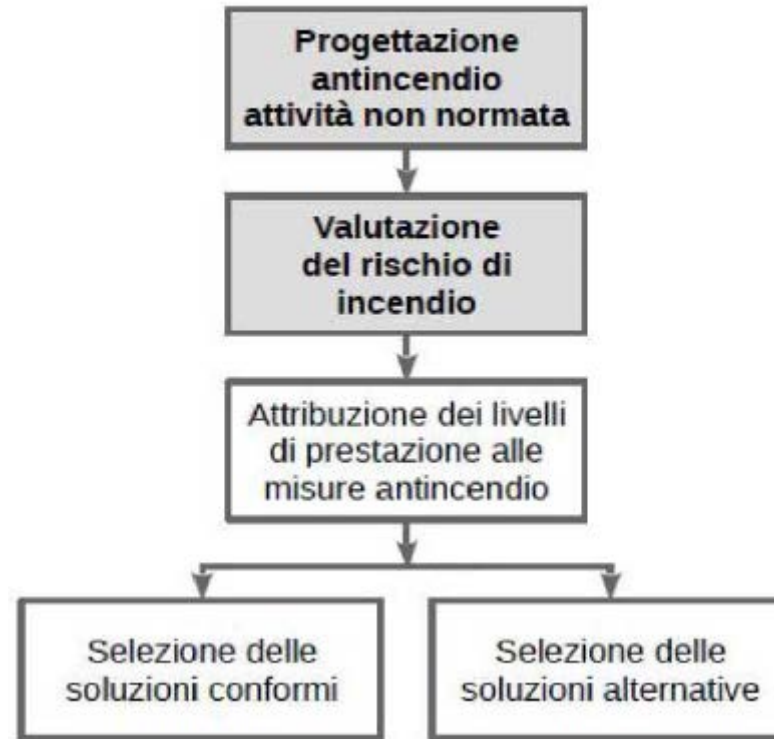 Progettazione
antincendio
attività non normata
Valutazione
del rischio di
incendio
Attribuzione dei livelli
di prestazione alle
misure antincendio
Selezione delle
soluzioni conformi
Selezione delle
soluzioni alternative